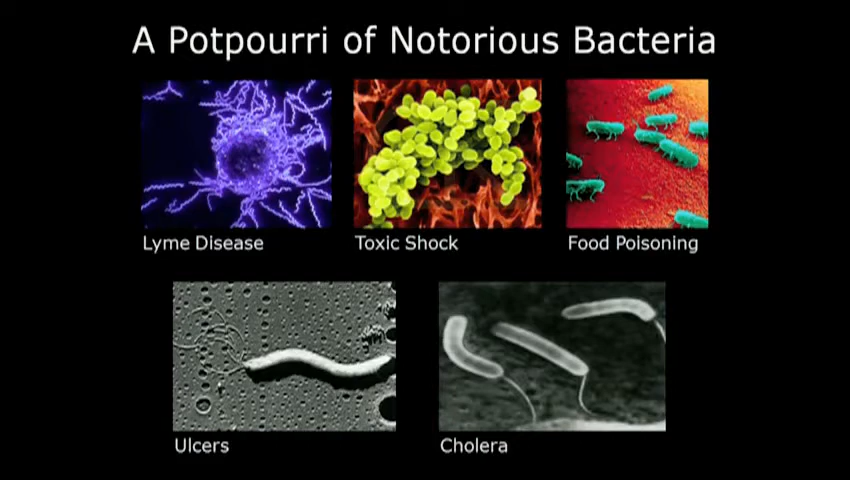 A Potpourri of Notorious Bacteria
Lyme Disease
Toxic Shock
Food Poisoning
Ulcers
Cholera